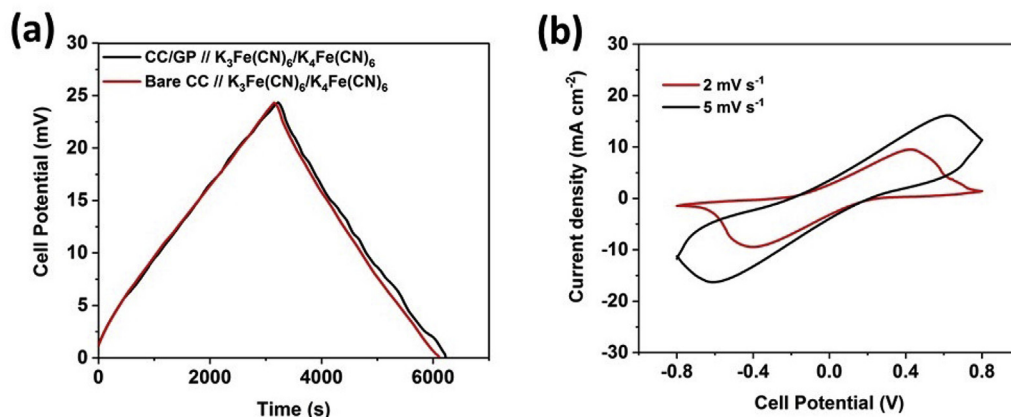 (a)
CC/GP // K₃Fe(CN)₆/K₄Fe(CN)₆
Bare CC // K₃Fe(CN)₆/K₄Fe(CN)₆
Cell Potential (mV)
30
25
20
15
10
5
0
0 2000 4000 6000
Time (s)
(b)
2 mV s⁻¹
5 mV s⁻¹
Current density (mA cm⁻²)
30
20
10
0
-10
-20
-30
-0.8 -0.4 0.0 0.4 0.8
Cell Potential (V)